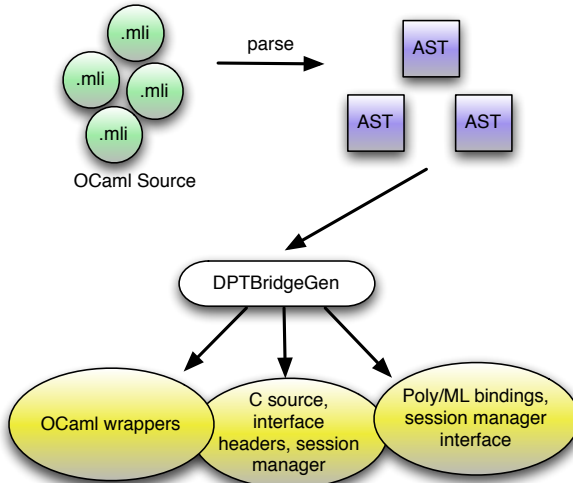 .mli
.mli
.mli
.mli
OCaml Source
parse
AST
AST
AST
DPTBridgeGen
OCaml wrappers
C source,
interface
headers, session
manager
Poly/ML bindings,
session manager
interface